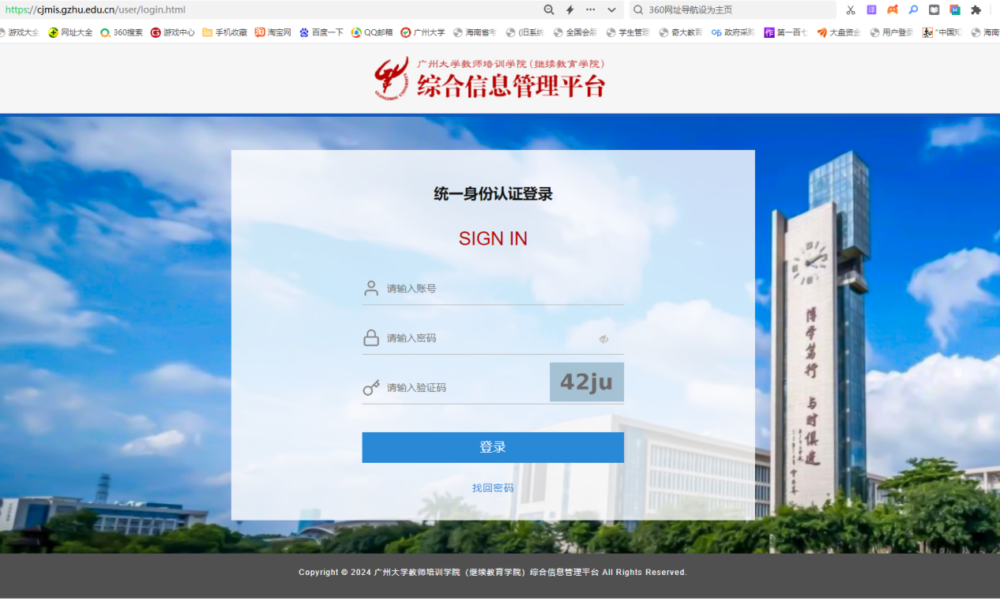 https://cjmis.gzhu.edu.cn/user/login.html
360网址导航设为主页
游戏大全 网址大全 360搜索 游戏中心 手机收藏 淘宝网 百度一下 QQ邮箱 广州大学 海南省考 (旧系统 全国会展 学生管理 奇大教育 政府采购 第一百七 大盘资金 用户登录 "中国知 海南
广州大学教师培训学院(继续教育学院)
综合信息管理平台
GUANGZHOU UNIVERSITY
统一身份认证登录
SIGN IN
请输入账号
请输入密码
请输入验证码
42ju
登录
找回密码
博学笃行 与时俱进
Copyright © 2024 广州大学教师培训学院（继续教育学院）综合信息管理平台 All Rights Reserved.